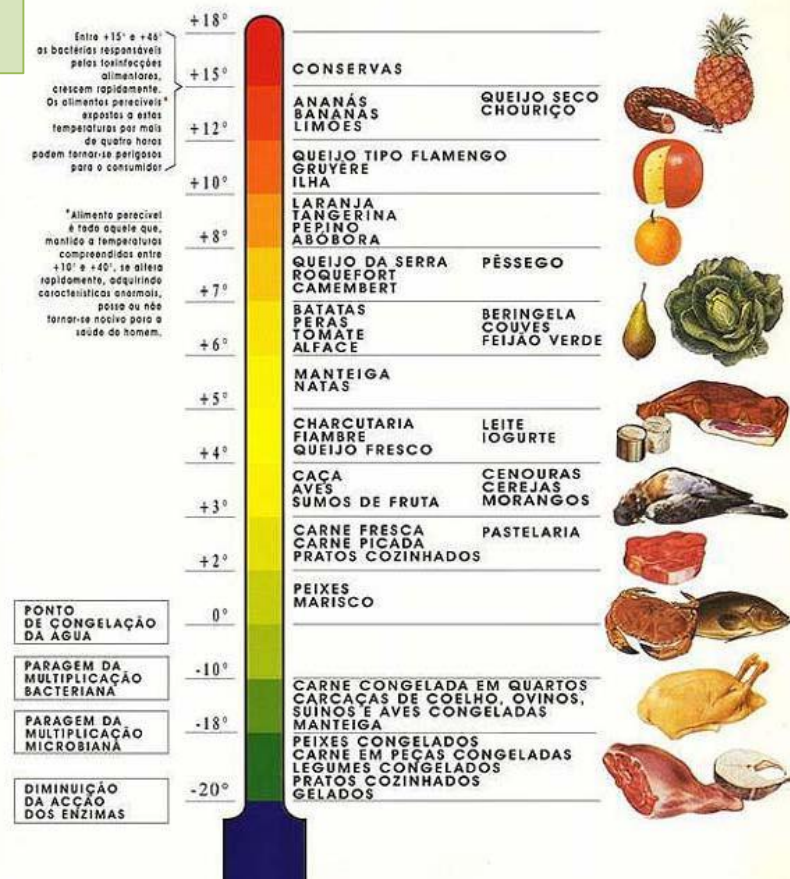 Entre +15° e +46°
as bactérias responsáveis
pelas toxinfecções
alimentares,
crescem rapidamente.
Os alimentos perecíveis*
expostos a estas
temperaturas por mais
de quatro horas
podem tornar-se perigosos
para o consumidor
*Alimento perecível
é todo aquele que,
mantido a temperaturas
compreendidas entre
+10° e +40°, se altera
rapidamente, adquirindo
características anormais,
possa ou não
tornar-se nocivo para a
saúde do homem.
+18°
+15°
CONSERVAS
ANANÁS
BANANAS
LIMÕES
QUEIJO SECO
CHOURIÇO
+12°
QUEIJO TIPO FLAMENGO
GRUYÈRE
ILHA
+10°
LARANJA
TANGERINA
PEPINO
ABÓBORA
+8°
QUEIJO DA SERRA
ROQUEFORT
CAMEMBERT
PÊSSEGO
+7°
BATATAS
PERAS
TOMATE
ALFACE
BERINGELA
COUVES
FEIJÃO VERDE
+6°
MANTEIGA
NATAS
+5°
CHARCUTARIA
FIAMBRE
QUEIJO FRESCO
LEITE
IOGURTE
+4°
CAÇA
AVES
SUMOS DE FRUTA
CENOURAS
CEREJAS
MORANGOS
+3°
CARNE FRESCA
CARNE PICADA
PRATOS COZINHADOS
PASTELARIA
+2°
PEIXES
MARISCO
0°
PONTO
DE CONGELAÇÃO
DA ÁGUA
-10°
PARAGEM DA
MULTIPLICAÇÃO
BACTERIANA
CARNE CONGELADA EM QUARTOS
CARCAÇAS DE COELHO, OVINOS,
SUINOS E AVES CONGELADAS
MANTEIGA
-18°
PARAGEM DA
MULTIPLICAÇÃO
MICROBIANA
PEIXES CONGELADOS
CARNE EM PEÇAS CONGELADAS
LEGUMES CONGELADOS
PRATOS COZINHADOS
GELADOS
-20°
DIMINUIÇÃO
DA ACÇÃO
DOS ENZIMAS